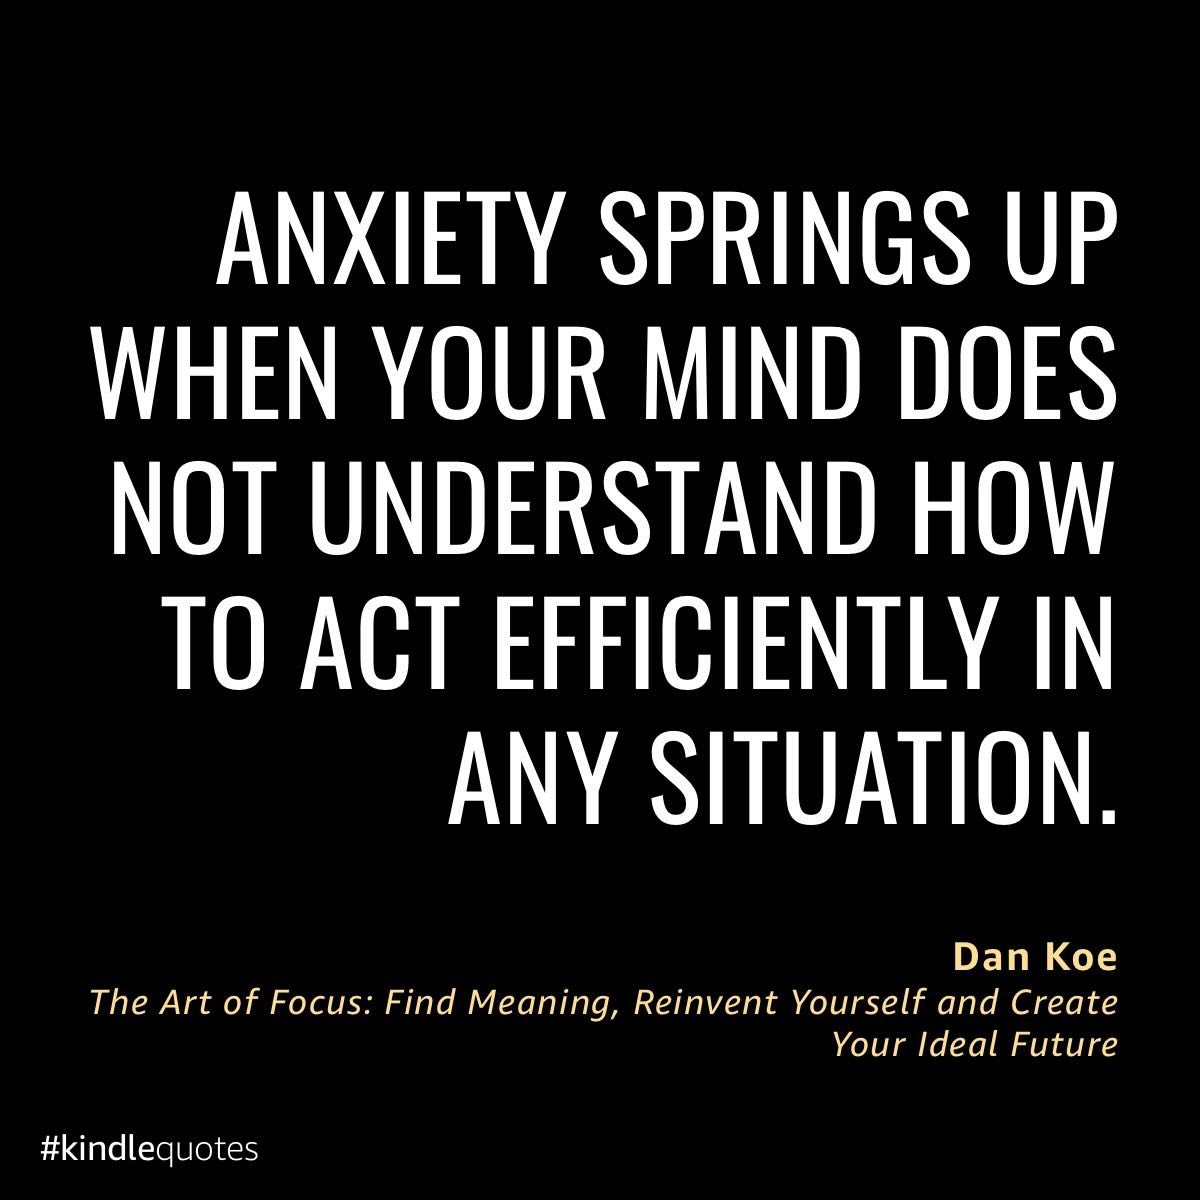 ANXIETY SPRINGS UP
WHEN YOUR MIND DOES
NOT UNDERSTAND HOW
TO ACT EFFICIENTLY IN
ANY SITUATION.
Dan Koe
The Art of Focus: Find Meaning, Reinvent Yourself and Create
Your Ideal Future
#kindlequotes